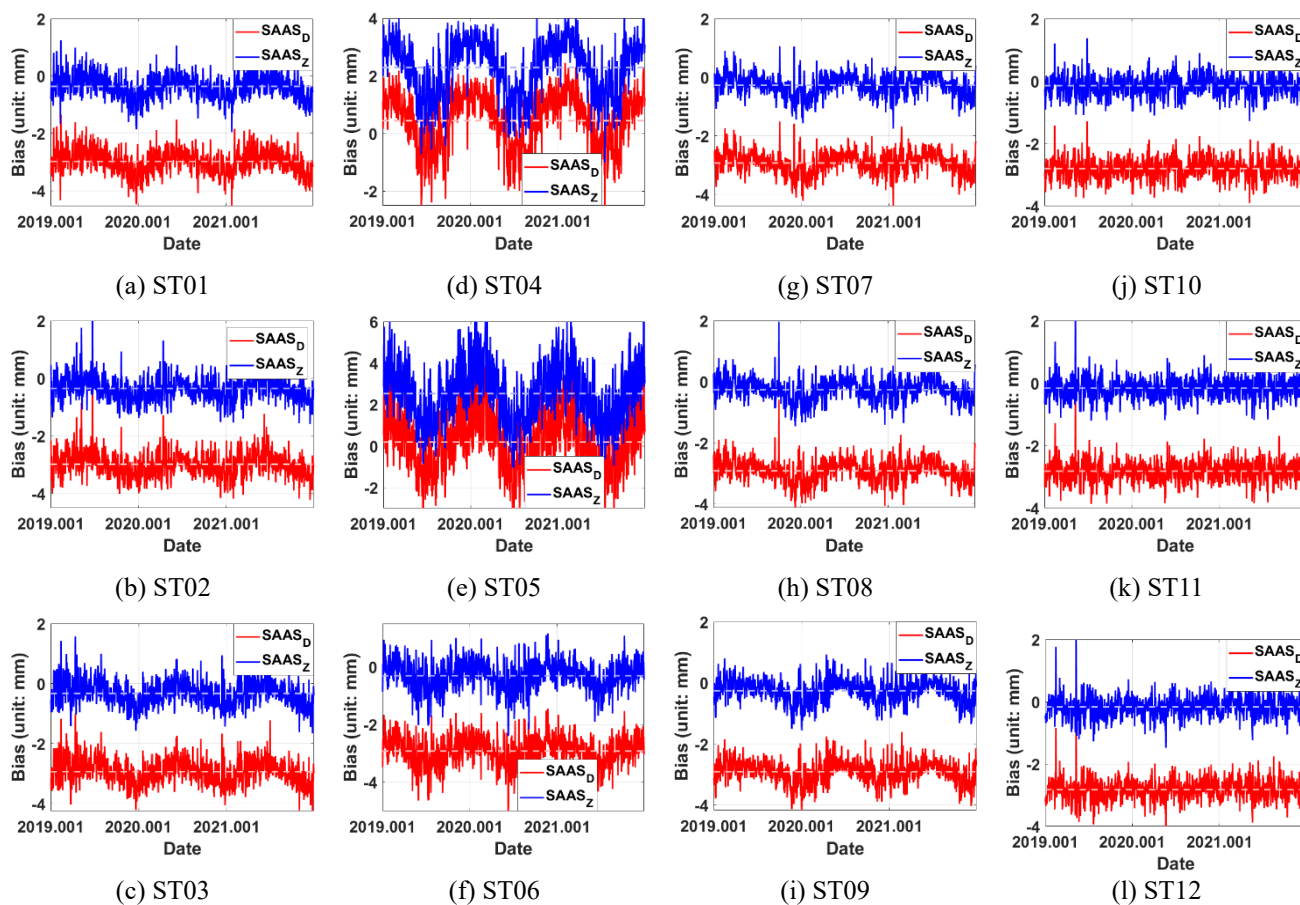 Bias (unit: mm)
2
0
-2
-4
SAAS_D
SAAS_Z
2019.001 2020.001 2021.001
Date
(a) ST01
Bias (unit: mm)
4
2
0
-2
SAAS_D
SAAS_Z
2019.001 2020.001 2021.001
Date
(d) ST04
Bias (unit: mm)
2
0
-2
-4
SAAS_D
SAAS_Z
2019.001 2020.001 2021.001
Date
(g) ST07
Bias (unit: mm)
2
0
-2
-4
SAAS_D
SAAS_Z
2019.001 2020.001 2021.001
Date
(j) ST10
Bias (unit: mm)
2
0
-2
-4
SAAS_D
SAAS_Z
2019.001 2020.001 2021.001
Date
(b) ST02
Bias (unit: mm)
6
4
2
0
-2
SAAS_D
SAAS_Z
2019.001 2020.001 2021.001
Date
(e) ST05
Bias (unit: mm)
2
0
-2
-4
SAAS_D
SAAS_Z
2019.001 2020.001 2021.001
Date
(h) ST08
Bias (unit: mm)
2
0
-2
-4
SAAS_D
SAAS_Z
2019.001 2020.001 2021.001
Date
(k) ST11
Bias (unit: mm)
2
0
-2
-4
SAAS_D
SAAS_Z
2019.001 2020.001 2021.001
Date
(c) ST03
Bias (unit: mm)
0
-2
-4
SAAS_D
SAAS_Z
2019.001 2020.001 2021.001
Date
(f) ST06
Bias (unit: mm)
2
0
-2
-4
SAAS_D
SAAS_Z
2019.001 2020.001 2021.001
Date
(i) ST09
Bias (unit: mm)
2
0
-2
-4
SAAS_D
SAAS_Z
2019.001 2020.001 2021.001
Date
(l) ST12